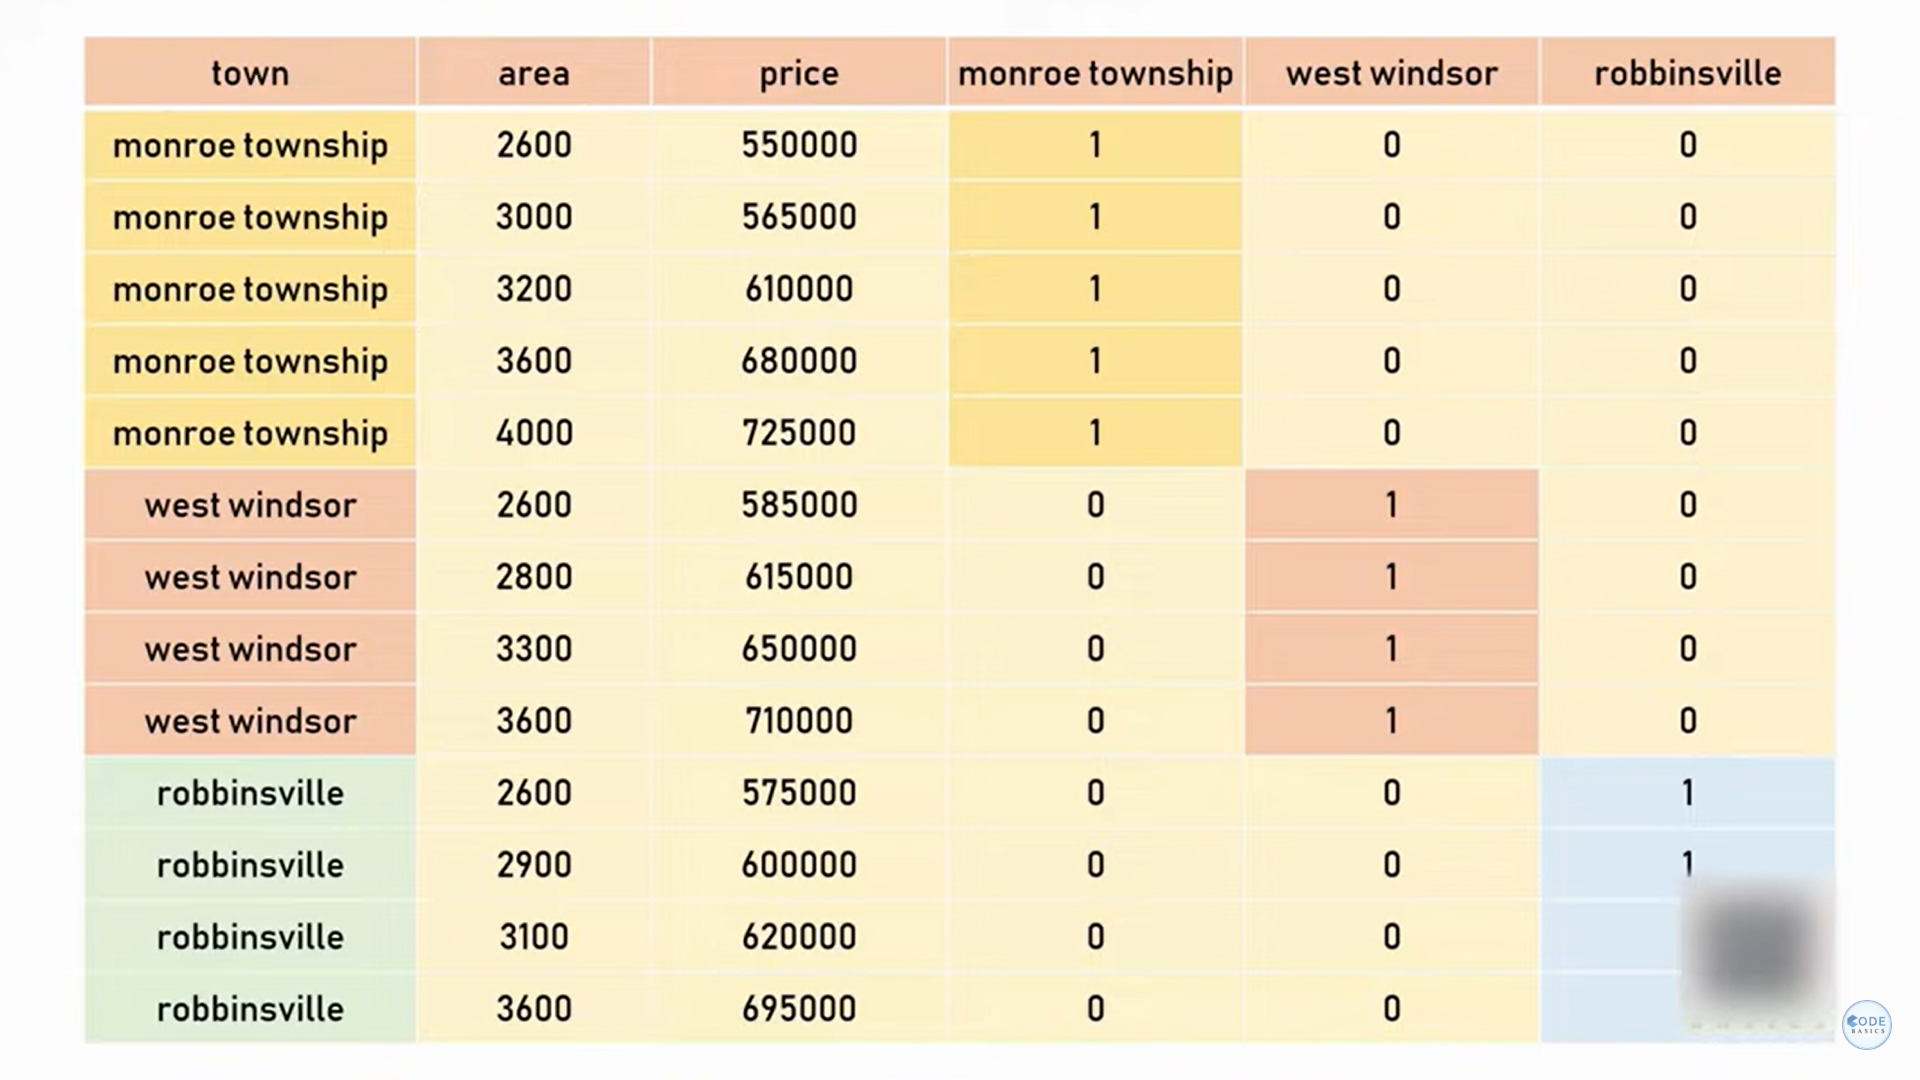 town area price monroe township west windsor robbinsville
monroe township 2600 550000 1 0 0
monroe township 3000 565000 1 0 0
monroe township 3200 610000 1 0 0
monroe township 3600 680000 1 0 0
monroe township 4000 725000 1 0 0
west windsor 2600 585000 0 1 0
west windsor 2800 615000 0 1 0
west windsor 3300 650000 0 1 0
west windsor 3600 710000 0 1 0
robbinsville 2600 575000 0 0 1
robbinsville 2900 600000 0 0 1
robbinsville 3100 620000 0 0
robbinsville 3600 695000 0 0
CODE
BASICS